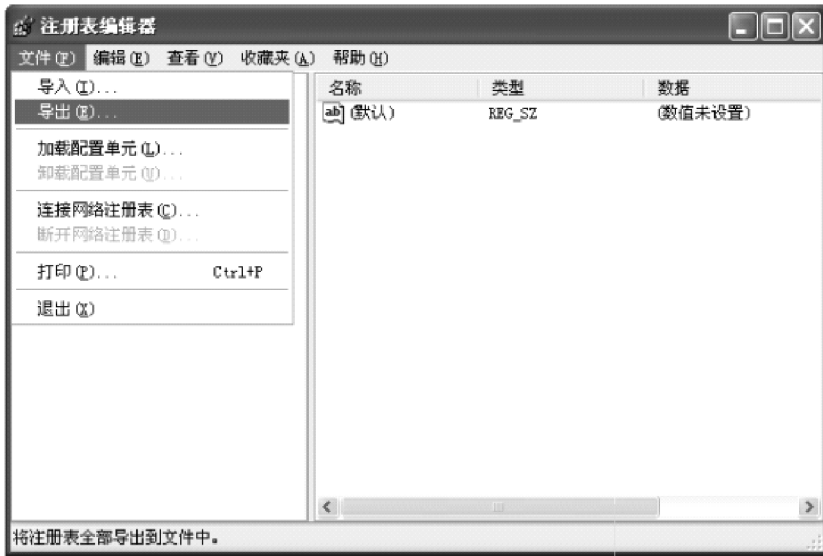 注册表编辑器
文件(F) 编辑(E) 查看(V) 收藏夹(A) 帮助(H)
导入(I)...
导出(E)...
加载配置单元(L)...
卸载配置单元(U)...
连接网络注册表(C)...
断开网络注册表(D)...
打印(P)... Ctrl+P
退出(X)
名称 类型 数据
ab (默认) REG_SZ (数值未设置)
将注册表全部导出到文件中。